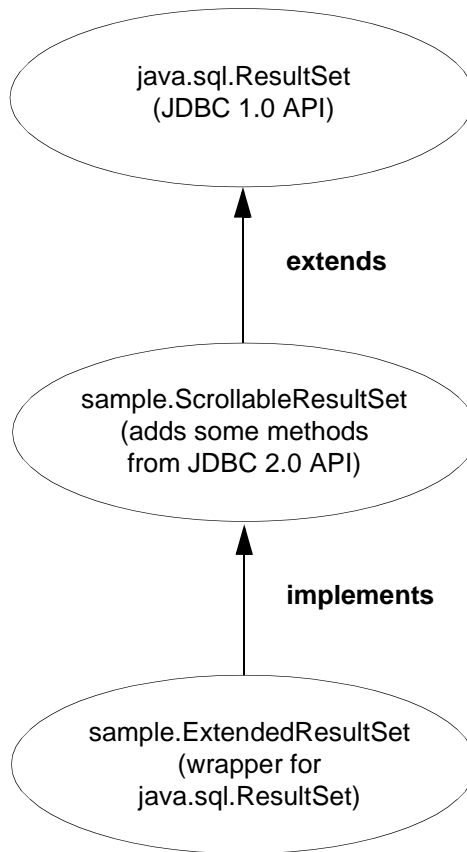 java.sql.ResultSet
(JDBC 1.0 API)
extends
sample.ScrollableResultSet
(adds some methods
from JDBC 2.0 API)
implements
sample.ExtendedResultSet
(wrapper for
java.sql.ResultSet)